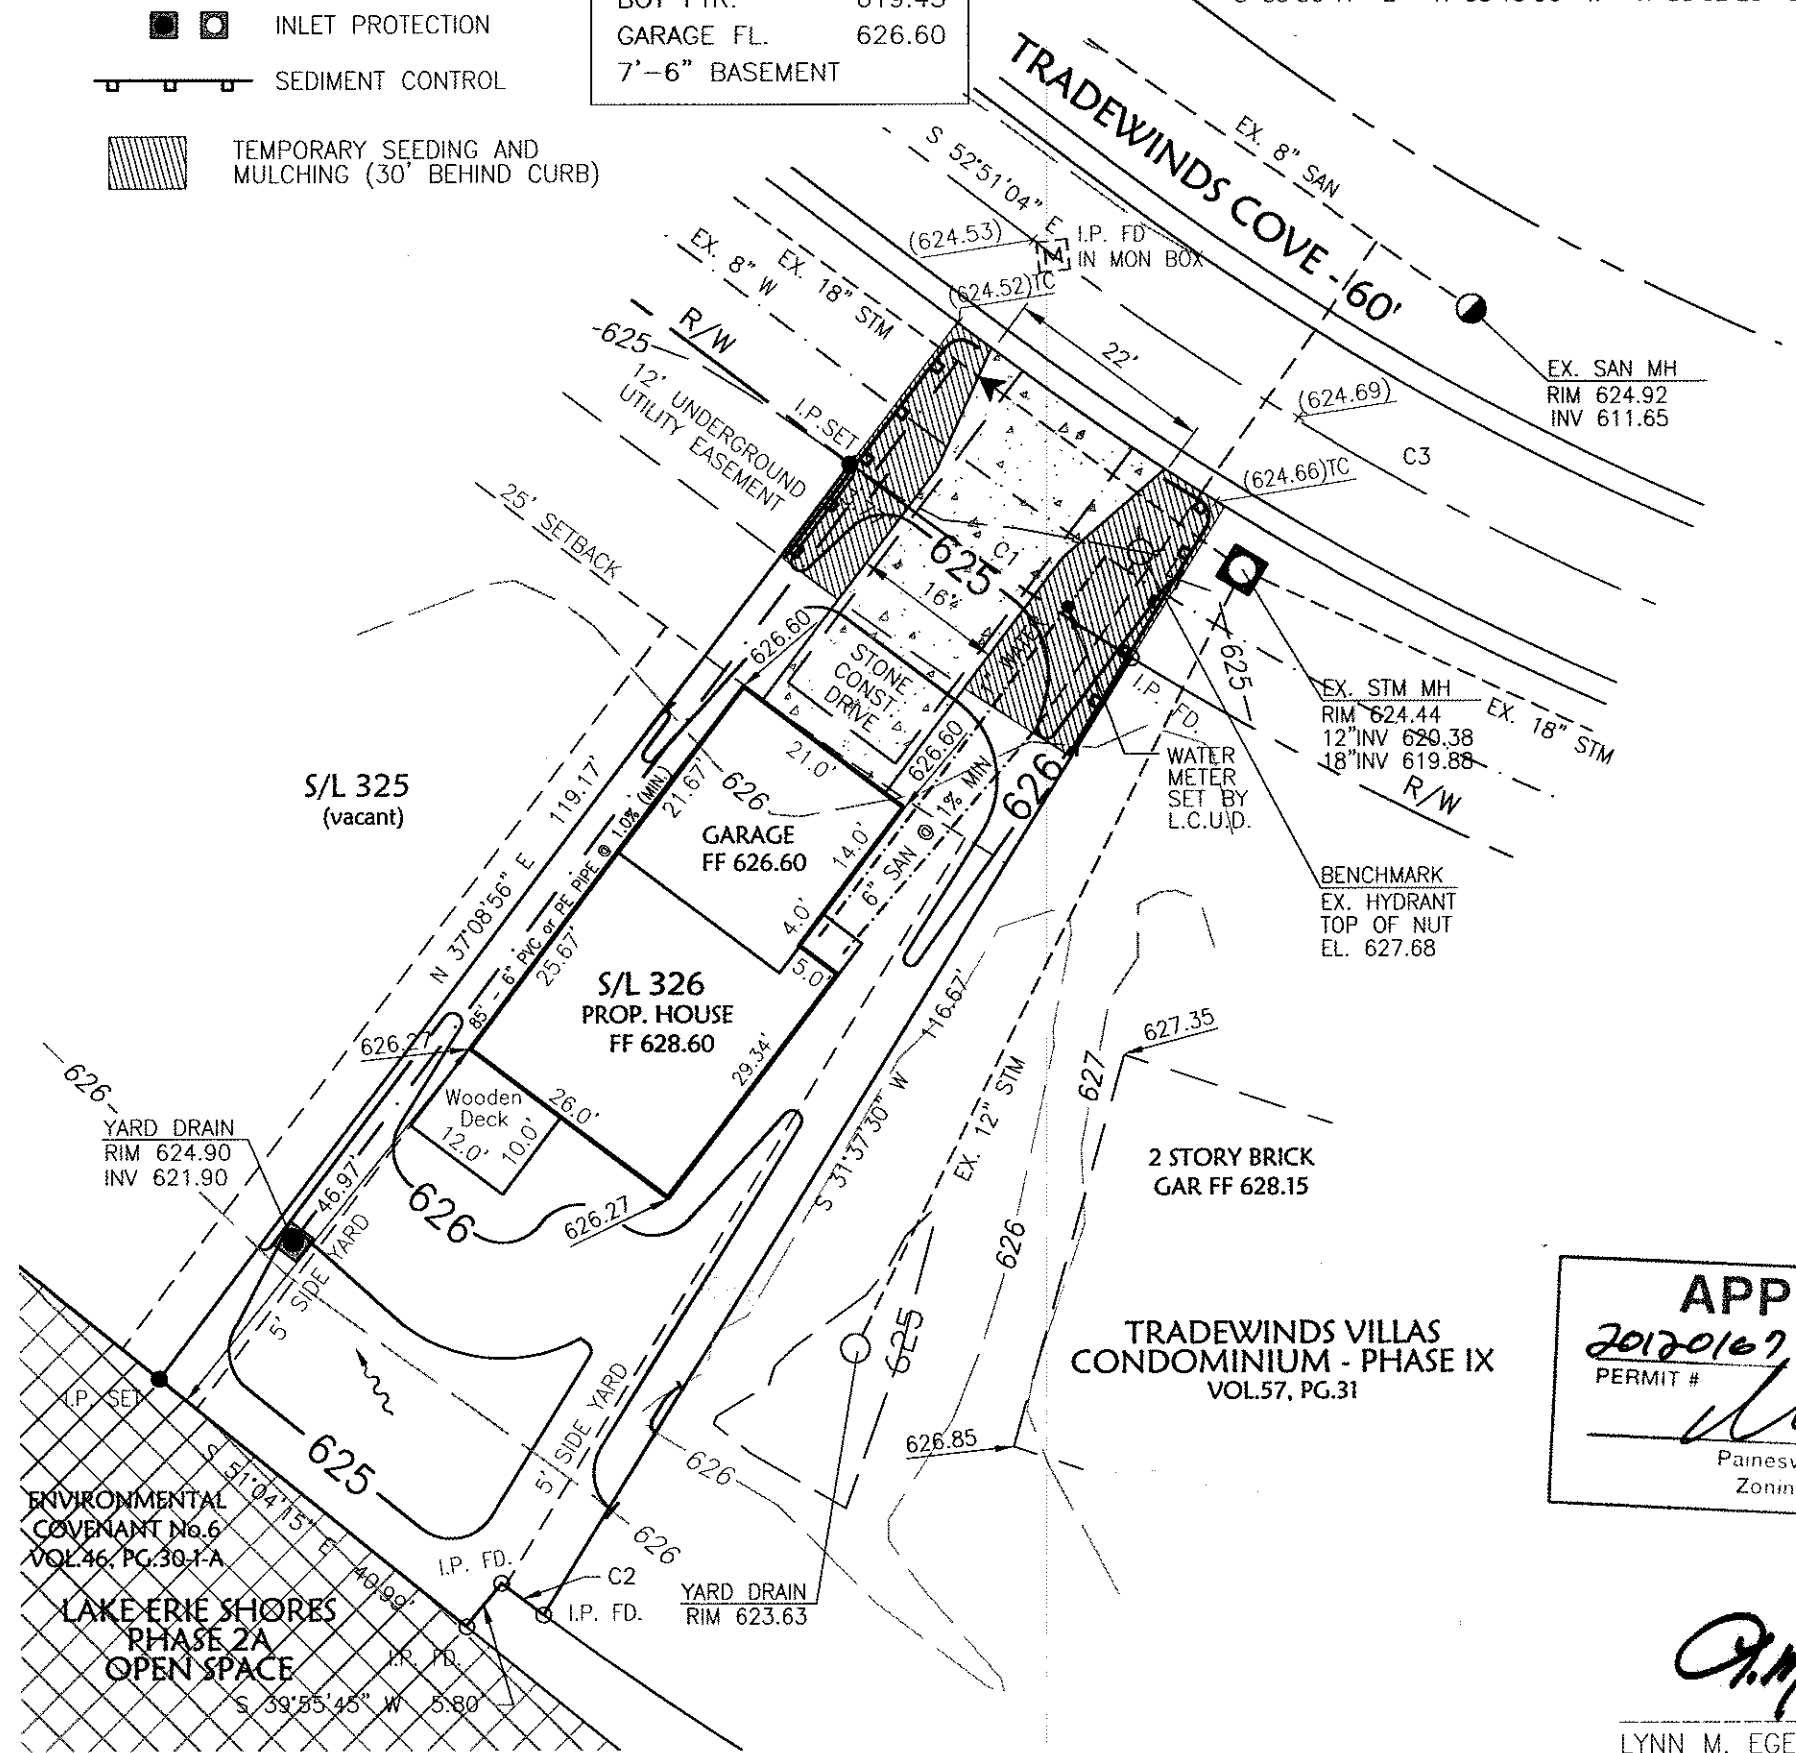 INLET PROTECTION
SEDIMENT CONTROL
TEMPORARY SEEDING AND
MULCHING (30' BEHIND CURB)
GARAGE FL. 626.60
7'-6" BASEMENT
TRADEWINDS COVE - 60'
EX. 8" SAN
S 52°51'04" E
(624.53)
I.P. FD
IN MON BOX
M
(624.52)TC
EX. 18" STM
EX. 8" W
R/W
-625-
12' UNDERGROUND
UTILITY EASEMENT
I.P. SET
22'
EX. SAN MH
RIM 624.92
INV 611.65
(624.69)
C3
(624.66)TC
25' SETBACK
625
C1
16'±
WATER
626.60
STONE
CONST.
DRIVE
625
I.P. FD.
EX. STM MH
RIM 624.44
12"INV 620.38
18"INV 619.88
EX. 18" STM
R/W
WATER
METER
SET BY
L.C.U.D.
S/L 325
(vacant)
119.17'
N 37°08'56" E
21.67'
626
21.0'
626.60
626
GARAGE
FF 626.60
14.0'
6" SAN @ 1% MIN
4.0'
5.0'
BENCHMARK
EX. HYDRANT
TOP OF NUT
EL. 627.68
85' - 6" PVC or PE PIPE @ 1.0% (MIN.)
25.67'
S/L 326
PROP. HOUSE
FF 628.60
29.34'
116.67'
S 31°37'30" W
EX. 12" STM
627
627.35
626.27
626
YARD DRAIN
RIM 624.90
INV 621.90
Wooden
Deck
12.0'
10.0'
26.0'
46.97'
626
626.27
5' SIDE YARD
2 STORY BRICK
GAR FF 628.15
626
625
TRADEWINDS VILLAS
CONDOMINIUM - PHASE IX
VOL.57, PG.31
APP
20120167
PERMIT #
Painesv
Zonin
I.P. SET
625
5' SIDE YARD
626
626.85
S 51°04'15" E
40.99'
ENVIRONMENTAL
COVENANT No.6
VOL.46, PG.30-1-A
626
I.P. FD.
C2
I.P. FD.
YARD DRAIN
RIM 623.63
LAKE ERIE SHORES
PHASE 2A
OPEN SPACE
I.P. FD.
S 39°55'45" W 5.80'
LYNN M. EGE